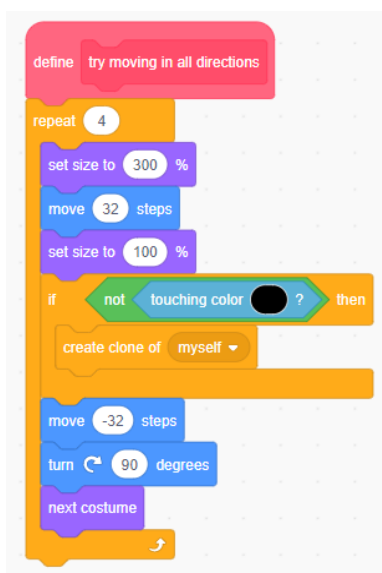 define try moving in all directions
repeat 4
set size to 300 %
move 32 steps
set size to 100 %
if not touching color ? then
create clone of myself
move -32 steps
turn 90 degrees
next costume